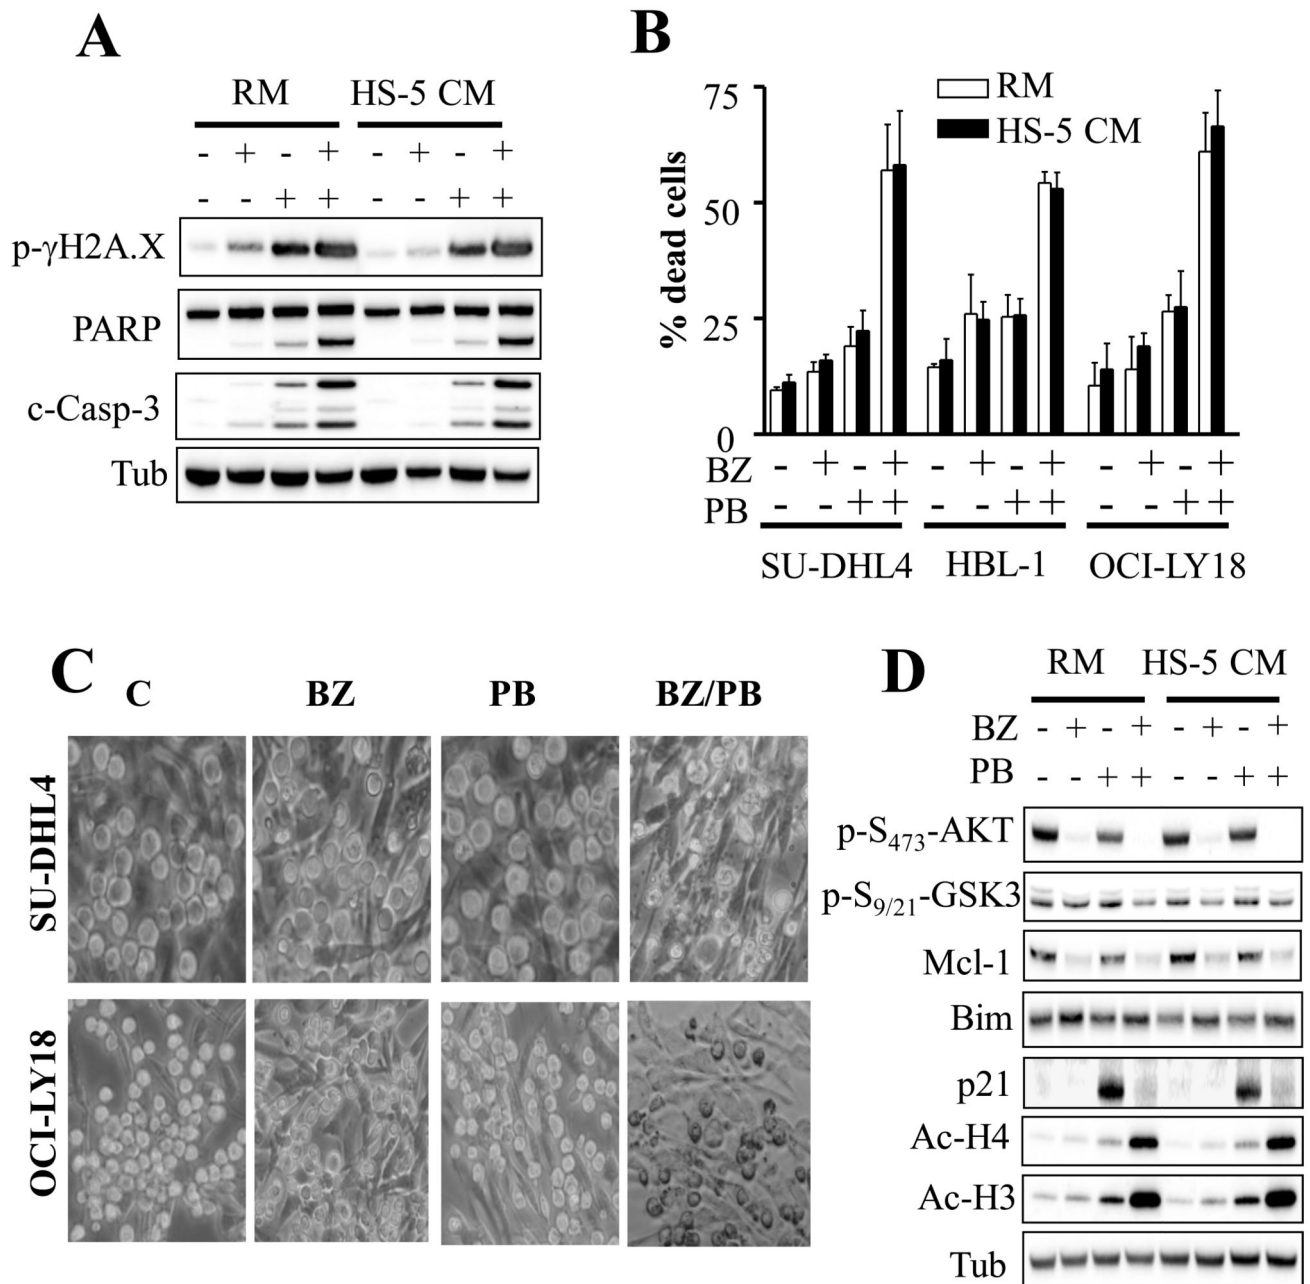 A
RM HS-5 CM
- + - + - + - +
- - + + - - + +
p-γH2A.X
PARP
c-Casp-3
Tub
B
RM
HS-5 CM
% dead cells
75
50
25
0
BZ - + - + - + - + - + - +
PB - - + + - - + + - - + +
SU-DHL4 HBL-1 OCI-LY18
C
C BZ PB BZ/PB
SU-DHL4
OCI-LY18
D
RM HS-5 CM
BZ - + - + - + - +
PB - - + + - - + +
p-S473-AKT
p-S9/21-GSK3
Mcl-1
Bim
p21
Ac-H4
Ac-H3
Tub